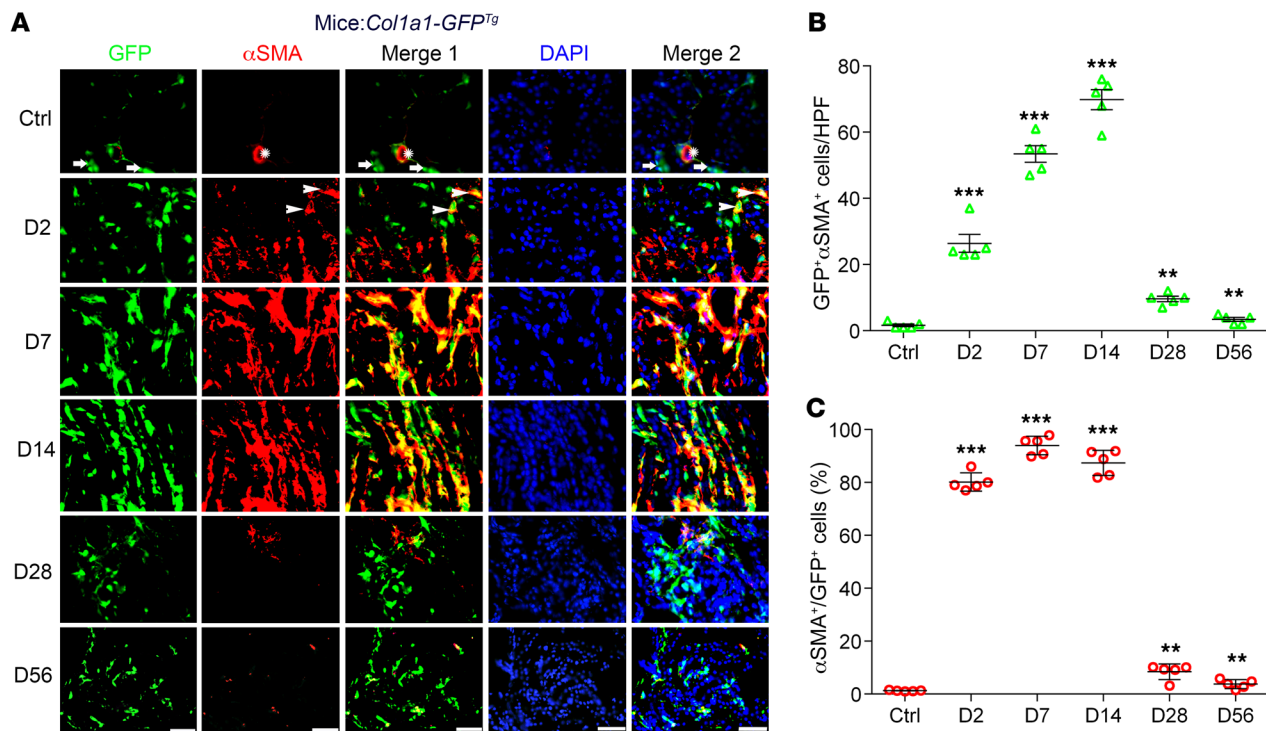 A
Mice:Col1a1-GFPᵀᵍ
GFP αSMA Merge 1 DAPI Merge 2
Ctrl
D2
D7
D14
D28
D56
B
GFP⁺αSMA⁺ cells/HPF
80
60
40
20
0
*** *** *** ** **
Ctrl D2 D7 D14 D28 D56
C
αSMA⁺/GFP⁺ cells (%)
100
80
60
40
20
0
*** *** *** ** **
Ctrl D2 D7 D14 D28 D56